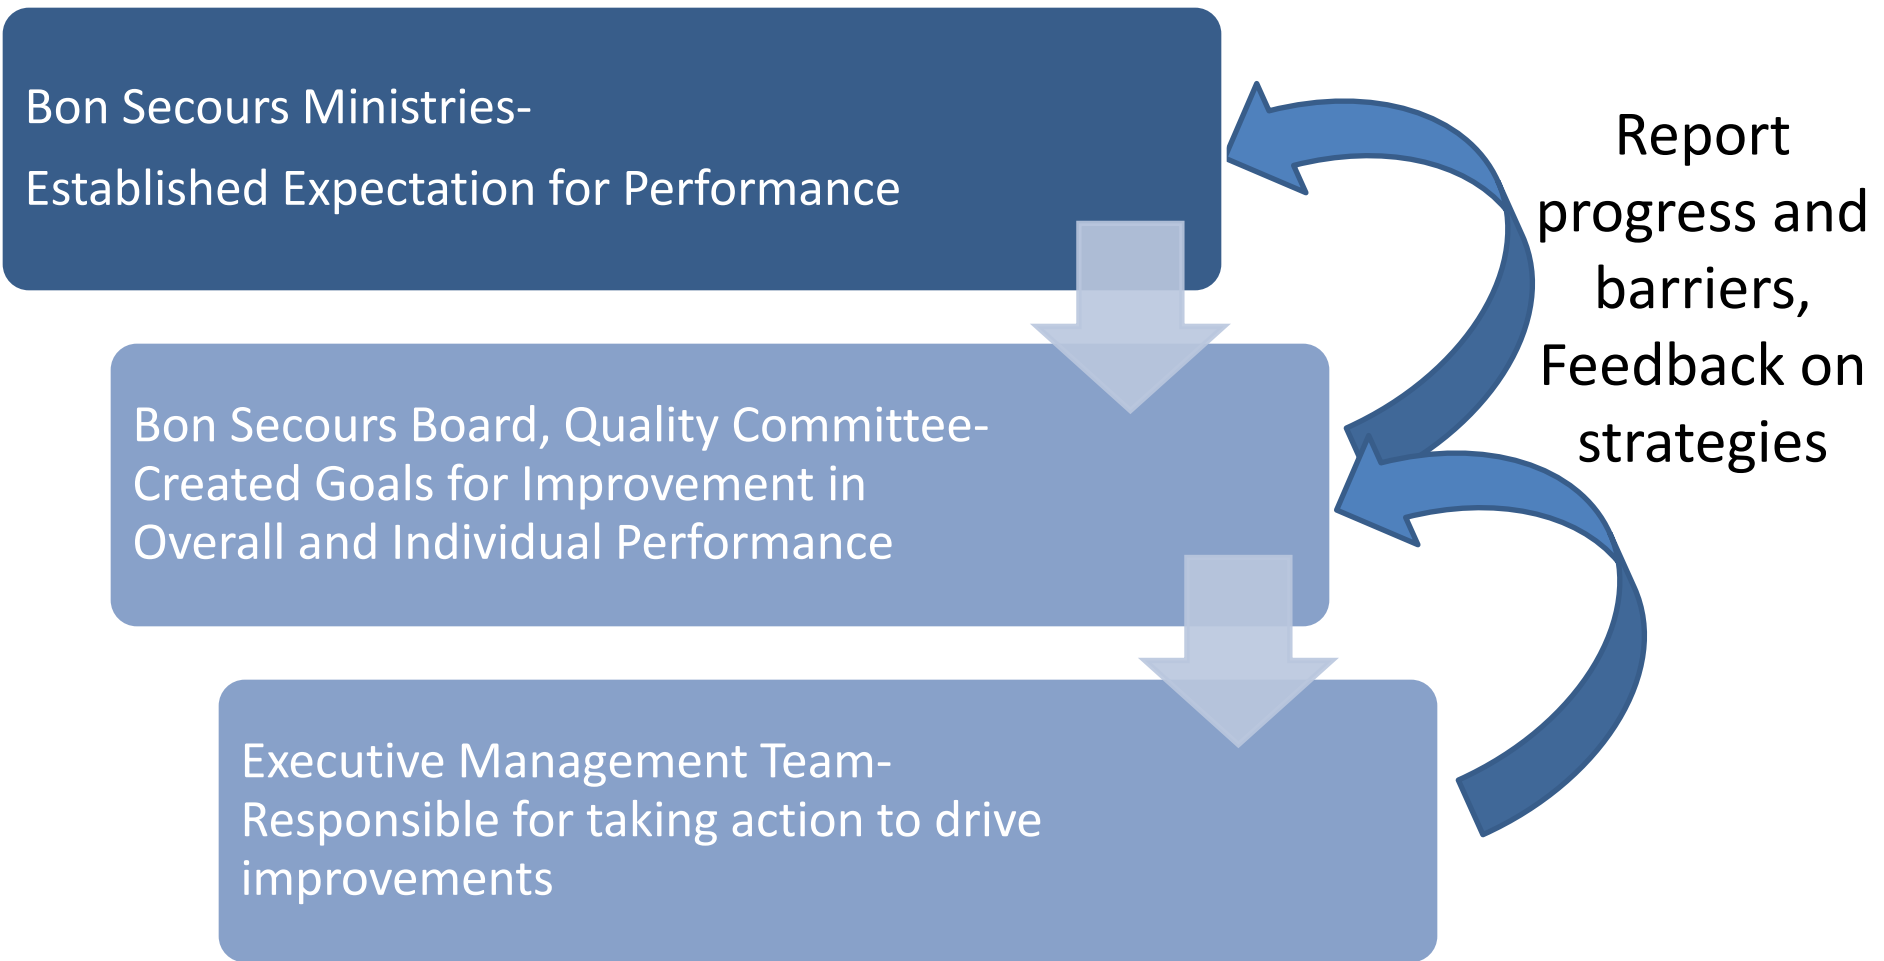 Bon Secours Ministries-
Established Expectation for Performance
Report
progress and
barriers,
Feedback on
strategies
Bon Secours Board, Quality Committee-
Created Goals for Improvement in
Overall and Individual Performance
Executive Management Team-
Responsible for taking action to drive
improvements